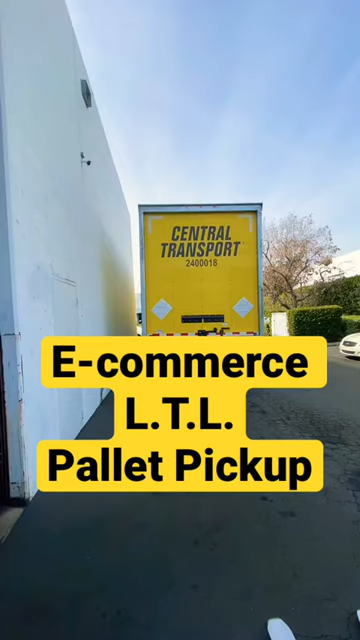 CENTRAL
TRANSPORT
2400018
E-commerce
L.T.L.
Pallet Pickup